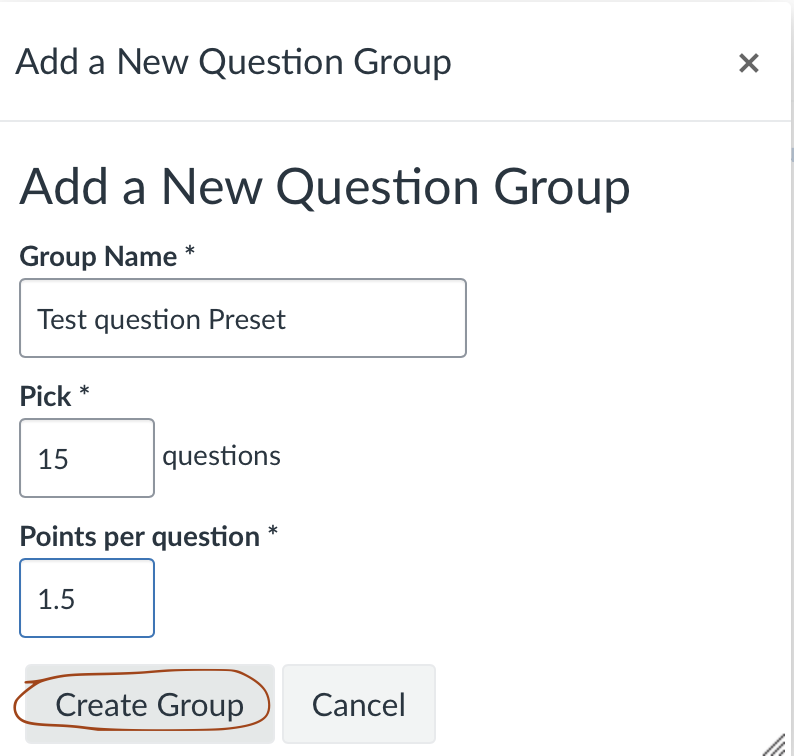 Add a New Question Group ×
Add a New Question Group
Group Name *
Test question Preset
Pick *
15 questions
Points per question *
1.5
Create Group Cancel